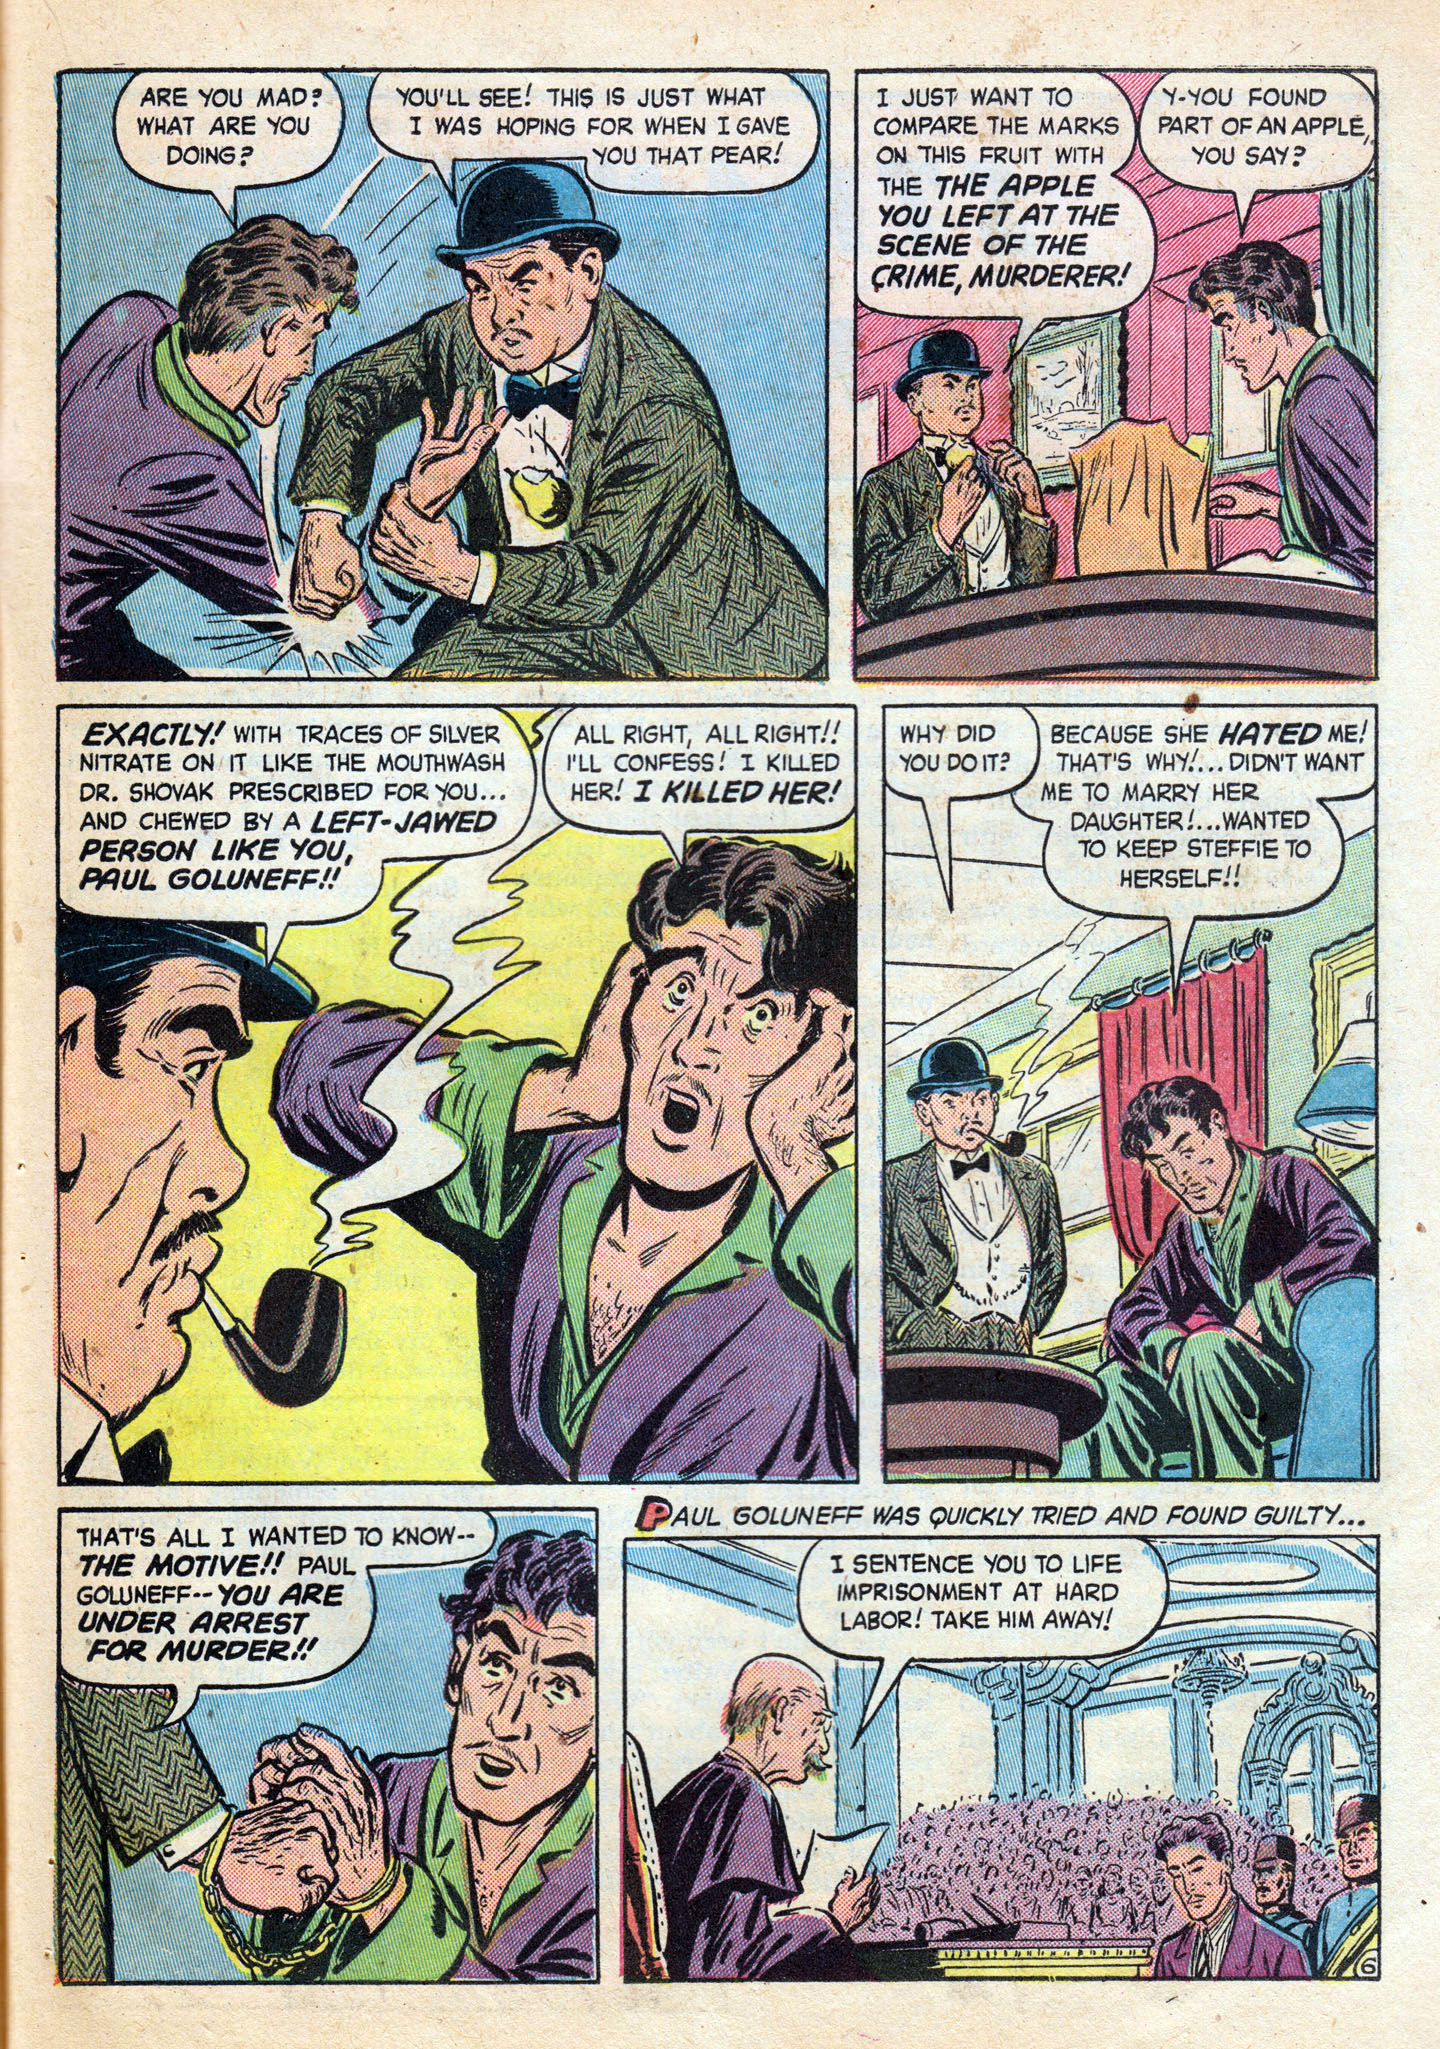 ARE YOU MAD?
WHAT ARE YOU
DOING?
YOU'LL SEE! THIS IS JUST WHAT
I WAS HOPING FOR WHEN I GAVE
YOU THAT PEAR!
I JUST WANT TO
COMPARE THE MARKS
ON THIS FRUIT WITH
THE THE APPLE
YOU LEFT AT THE
SCENE OF THE
CRIME, MURDERER!
Y-YOU FOUND
PART OF AN APPLE,
YOU SAY?
EXACTLY! WITH TRACES OF SILVER
NITRATE ON IT LIKE THE MOUTHWASH
DR. SHOVAK PRESCRIBED FOR YOU...
AND CHEWED BY A LEFT-JAWED
PERSON LIKE YOU,
PAUL GOLUNEFF!!
ALL RIGHT, ALL RIGHT!!
I'LL CONFESS! I KILLED
HER! I KILLED HER!
WHY DID
YOU DO IT?
BECAUSE SHE HATED ME!
THAT'S WHY!...DIDN'T WANT
ME TO MARRY HER
DAUGHTER!...WANTED
TO KEEP STEFFIE TO
HERSELF!!
THAT'S ALL I WANTED TO KNOW--
THE MOTIVE!! PAUL
GOLUNEFF--YOU ARE
UNDER ARREST
FOR MURDER!!
PAUL GOLUNEFF WAS QUICKLY TRIED AND FOUND GUILTY...
I SENTENCE YOU TO LIFE
IMPRISONMENT AT HARD
LABOR! TAKE HIM AWAY!
6